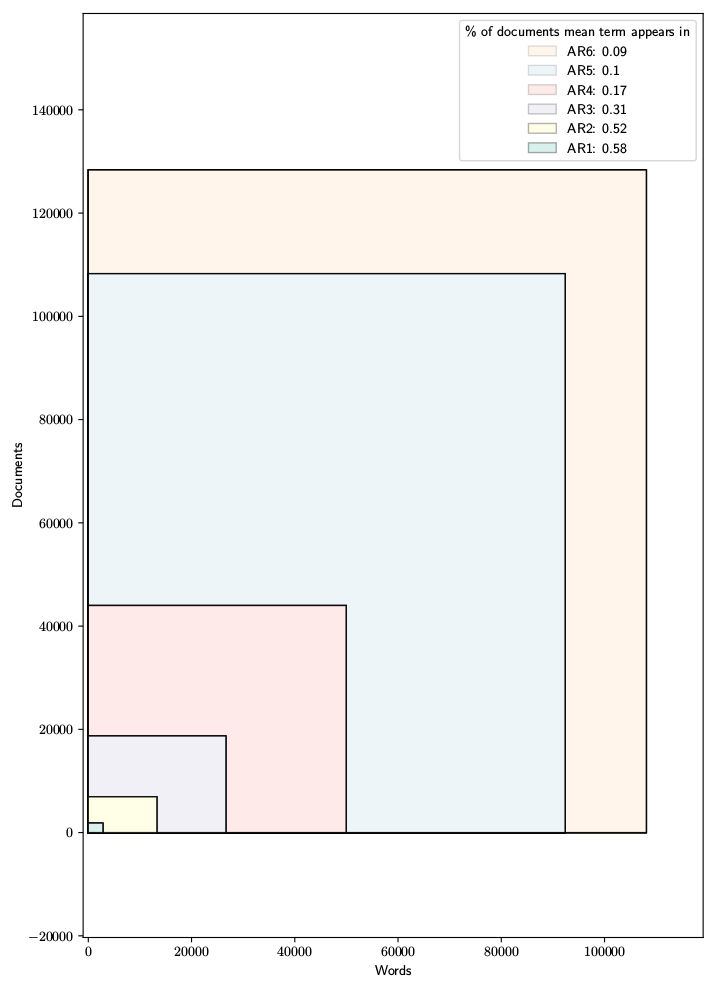 % of documents mean term appears in
AR6: 0.09
AR5: 0.1
AR4: 0.17
AR3: 0.31
AR2: 0.52
AR1: 0.58
140000
120000
100000
80000
60000
40000
20000
0
−20000
Documents
0 20000 40000 60000 80000 100000
Words